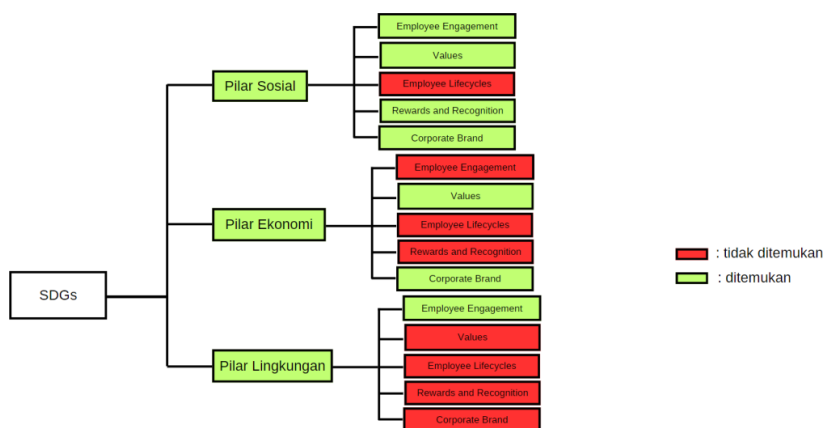 Employee Engagement
Values
Pilar Sosial
Employee Lifecycles
Rewards and Recognition
Corporate Brand
Employee Engagement
Values
Pilar Ekonomi
Employee Lifecycles
Rewards and Recognition
Corporate Brand
: tidak ditemukan
: ditemukan
SDGs
Employee Engagement
Values
Pilar Lingkungan
Employee Lifecycles
Rewards and Recognition
Corporate Brand